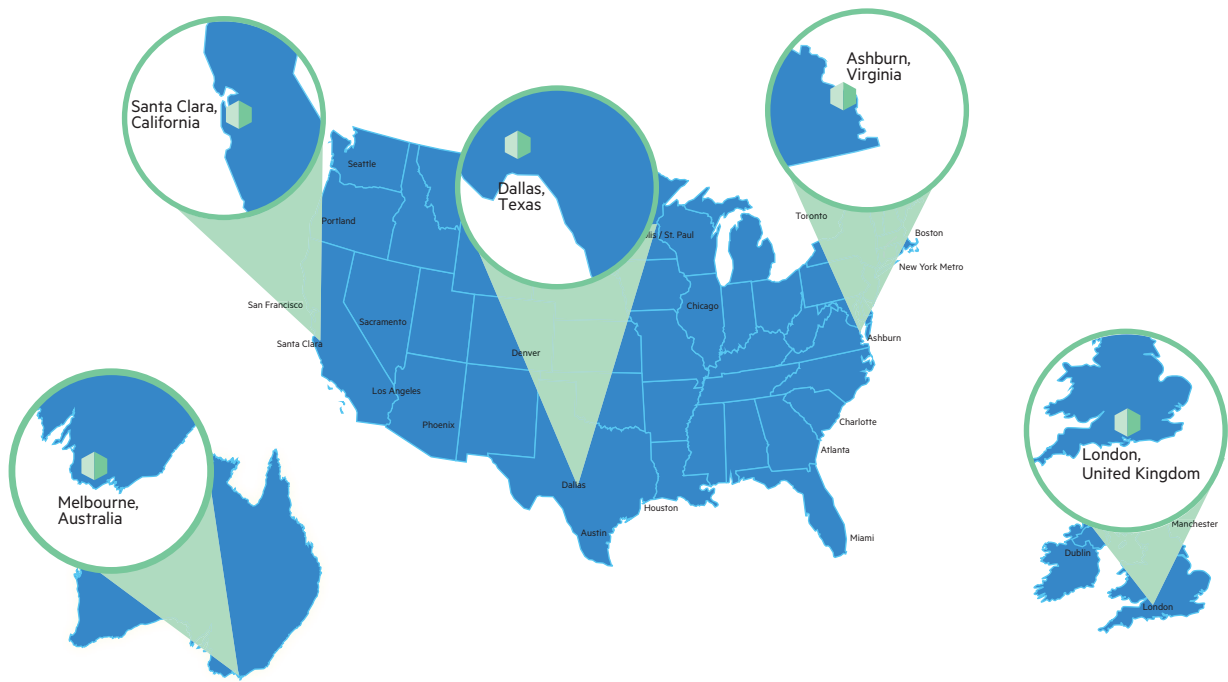 Ashburn,
Virginia
Santa Clara,
California
Seattle
Dallas,
Texas
Toronto
Portland
/ St. Paul
Boston
New York Metro
San Francisco
Chicago
Sacramento
Ashburn
Santa Clara
Denver
Los Angeles
Phoenix
Charlotte
Atlanta
London,
United Kingdom
Dallas
Melbourne,
Australia
Houston
Manchester
Austin
Miami
Dublin
London